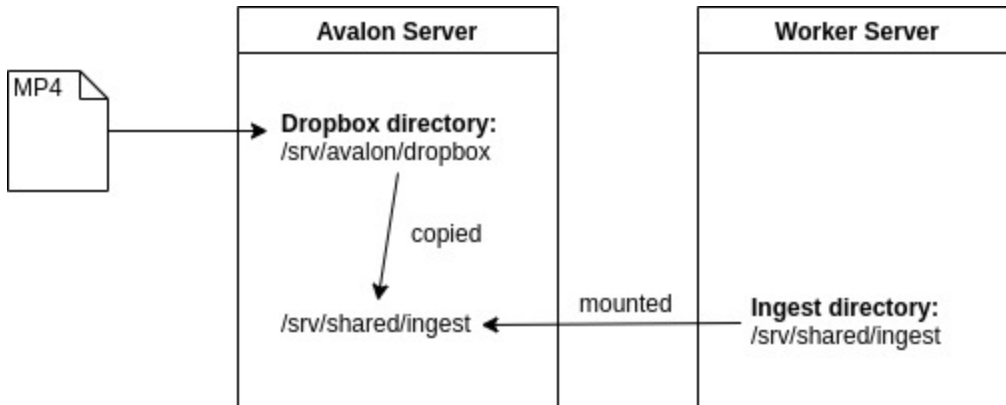 Avalon Server
Worker Server
MP4
Dropbox directory:
/srv/avalon/dropbox
copied
mounted
Ingest directory:
/srv/shared/ingest
/srv/shared/ingest